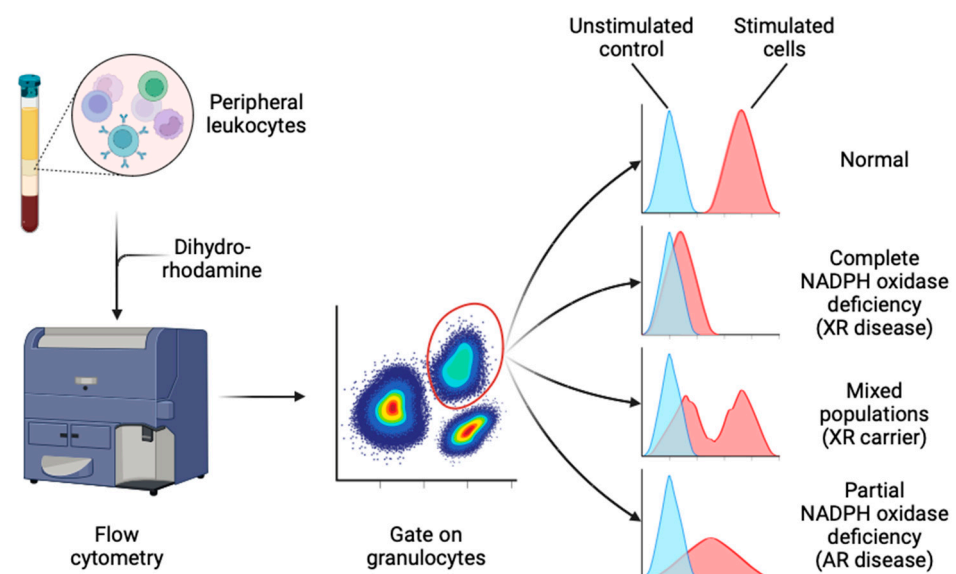 Unstimulated
control
Stimulated
cells
Peripheral
leukocytes
Normal
Dihydro-
rhodamine
Complete
NADPH oxidase
deficiency
(XR disease)
Mixed
populations
(XR carrier)
Partial
NADPH oxidase
deficiency
(AR disease)
Flow
cytometry
Gate on
granulocytes